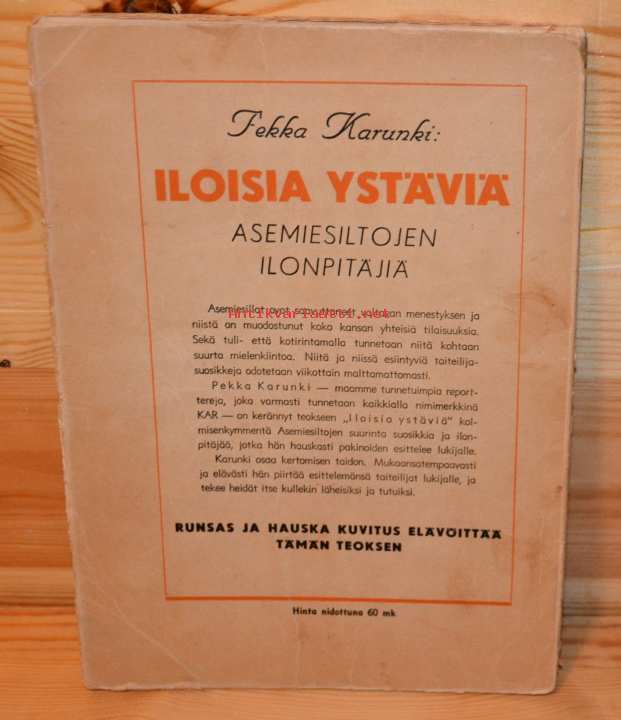 Pekka Karunki:
ILOISIA YSTÄVIÄ
ASEMIESILTOJEN
ILONPITÄJIÄ
Asemiesillat ovat saavuttaneet valtavan menestyksen ja
Antikvariaatti.net
niistä on muodostunut koko kansan yhteisiä tilaisuuksia.
Sekä tuli- että kotirintamalla tunnetaan niitä kohtaan
suurta mielenkiintoa. Niitä ja niissä esiintyviä taiteilija-
suosikkeja odotetaan viikottain malttamattomasti.
Pekka Karunki — maamme tunnetuimpia report-
tereja, joka varmasti tunnetaan kaikkialla nimimerkkinä
KAR — on kerännyt teokseen „Iloisia ystäviä" kol-
misenkymmentä Asemiesiltojen suurinta suosikkia ja ilon-
pitäjää, jotka hän hauskasti pakinoiden esittelee lukijalle.
Karunki osaa kertomisen taidon. Mukaansatempaavasti
ja elävästi hän piirtää esittelemänsä taiteilijat lukijalle, ja
tekee heidät itse kullekin läheisiksi ja tutuiksi.
RUNSAS JA HAUSKA KUVITUS ELÄVÖITTÄÄ
TÄMÄN TEOKSEN
Hinta nidottuna 60 mk